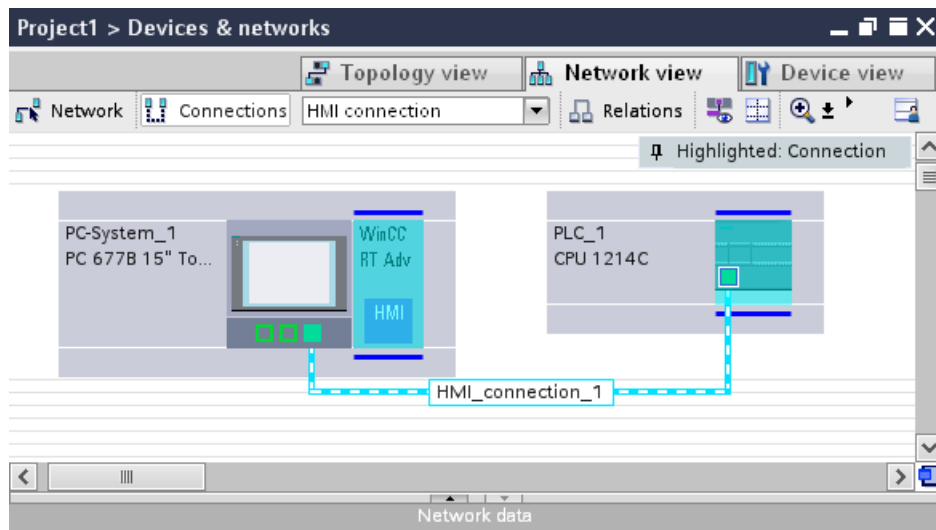 Project1 > Devices & networks
Topology view
Network view
Device view
Network
Connections
HMI connection
Relations
Highlighted: Connection
PC-System_1
PC 677B 15" To...
WinCC
RT Adv
HMI
PLC_1
CPU 1214C
HMI_connection_1
Network data